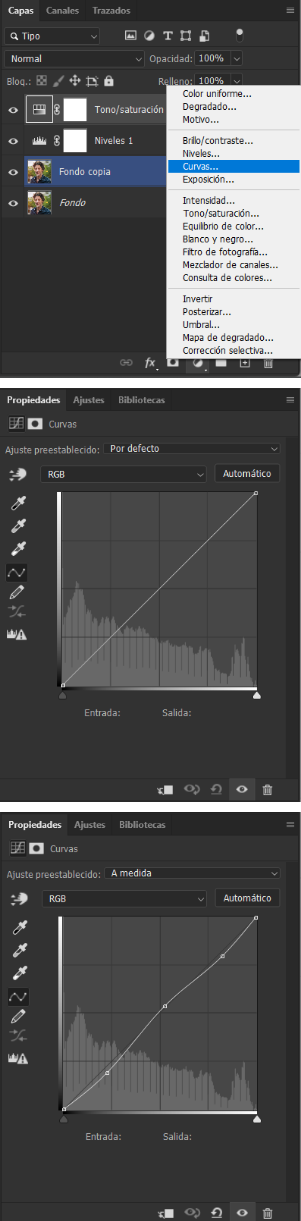 Capas Canales Trazados
Tipo
Normal Opacidad: 100%
Bloq.: Relleno: 100%
Color uniforme...
Degradado...
Motivo...
Brillo/contraste...
Niveles...
Curvas...
Exposición...
Intensidad...
Tono/saturación...
Equilibrio de color...
Blanco y negro...
Filtro de fotografía...
Mezclador de canales...
Consulta de colores...
Invertir
Posterizar...
Umbral...
Mapa de degradado...
Corrección selectiva...
Tono/saturación
Niveles 1
Fondo copia
Fondo
fx
Propiedades Ajustes Bibliotecas
Curvas
Ajuste preestablecido: Por defecto
RGB Automático
Entrada: Salida:
Propiedades Ajustes Bibliotecas
Curvas
Ajuste preestablecido: A medida
RGB Automático
Entrada: Salida: